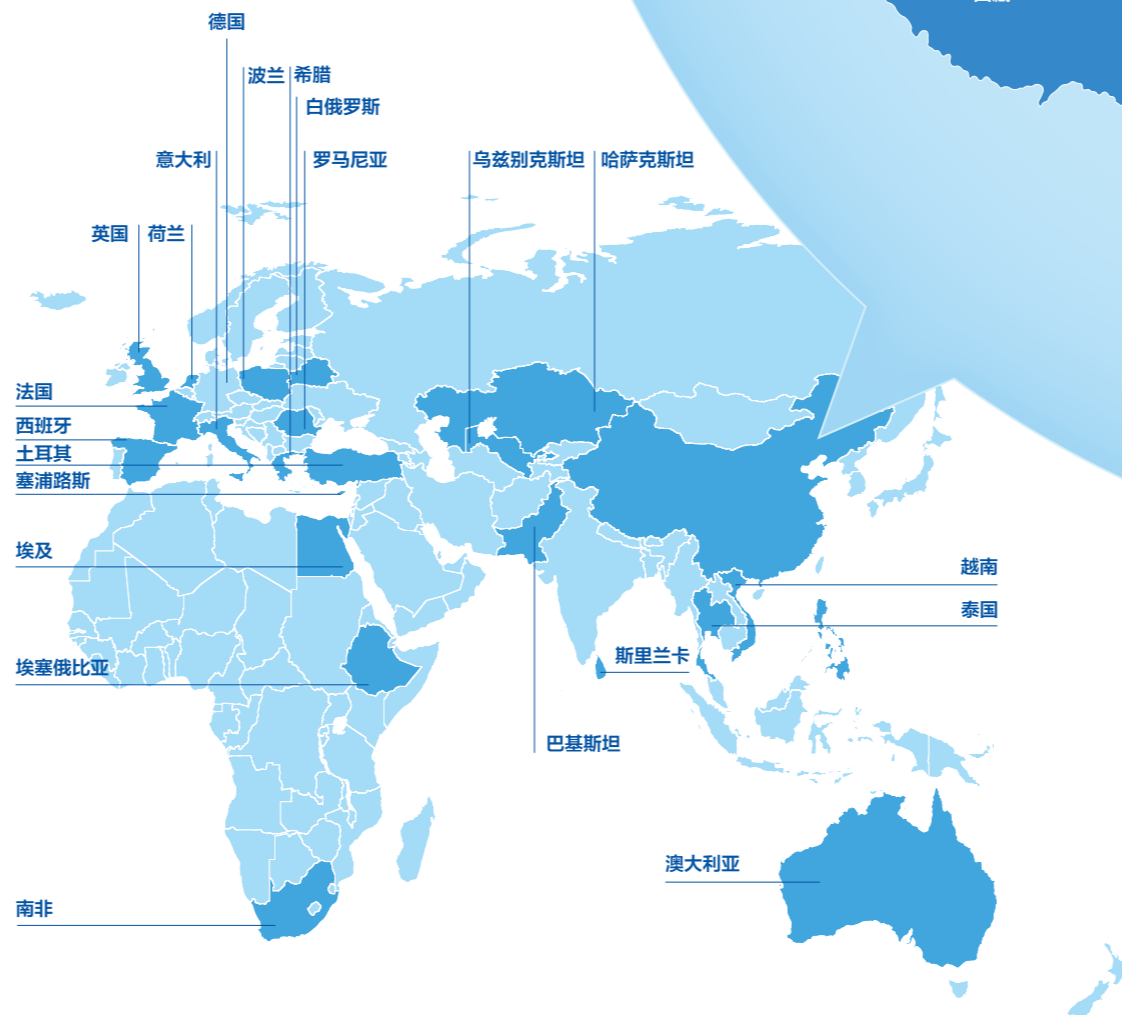 德国
波兰
希腊
白俄罗斯
意大利
罗马尼亚
乌兹别克斯坦
哈萨克斯坦
英国
荷兰
法国
西班牙
土耳其
塞浦路斯
埃及
越南
泰国
斯里兰卡
埃塞俄比亚
巴基斯坦
澳大利亚
南非